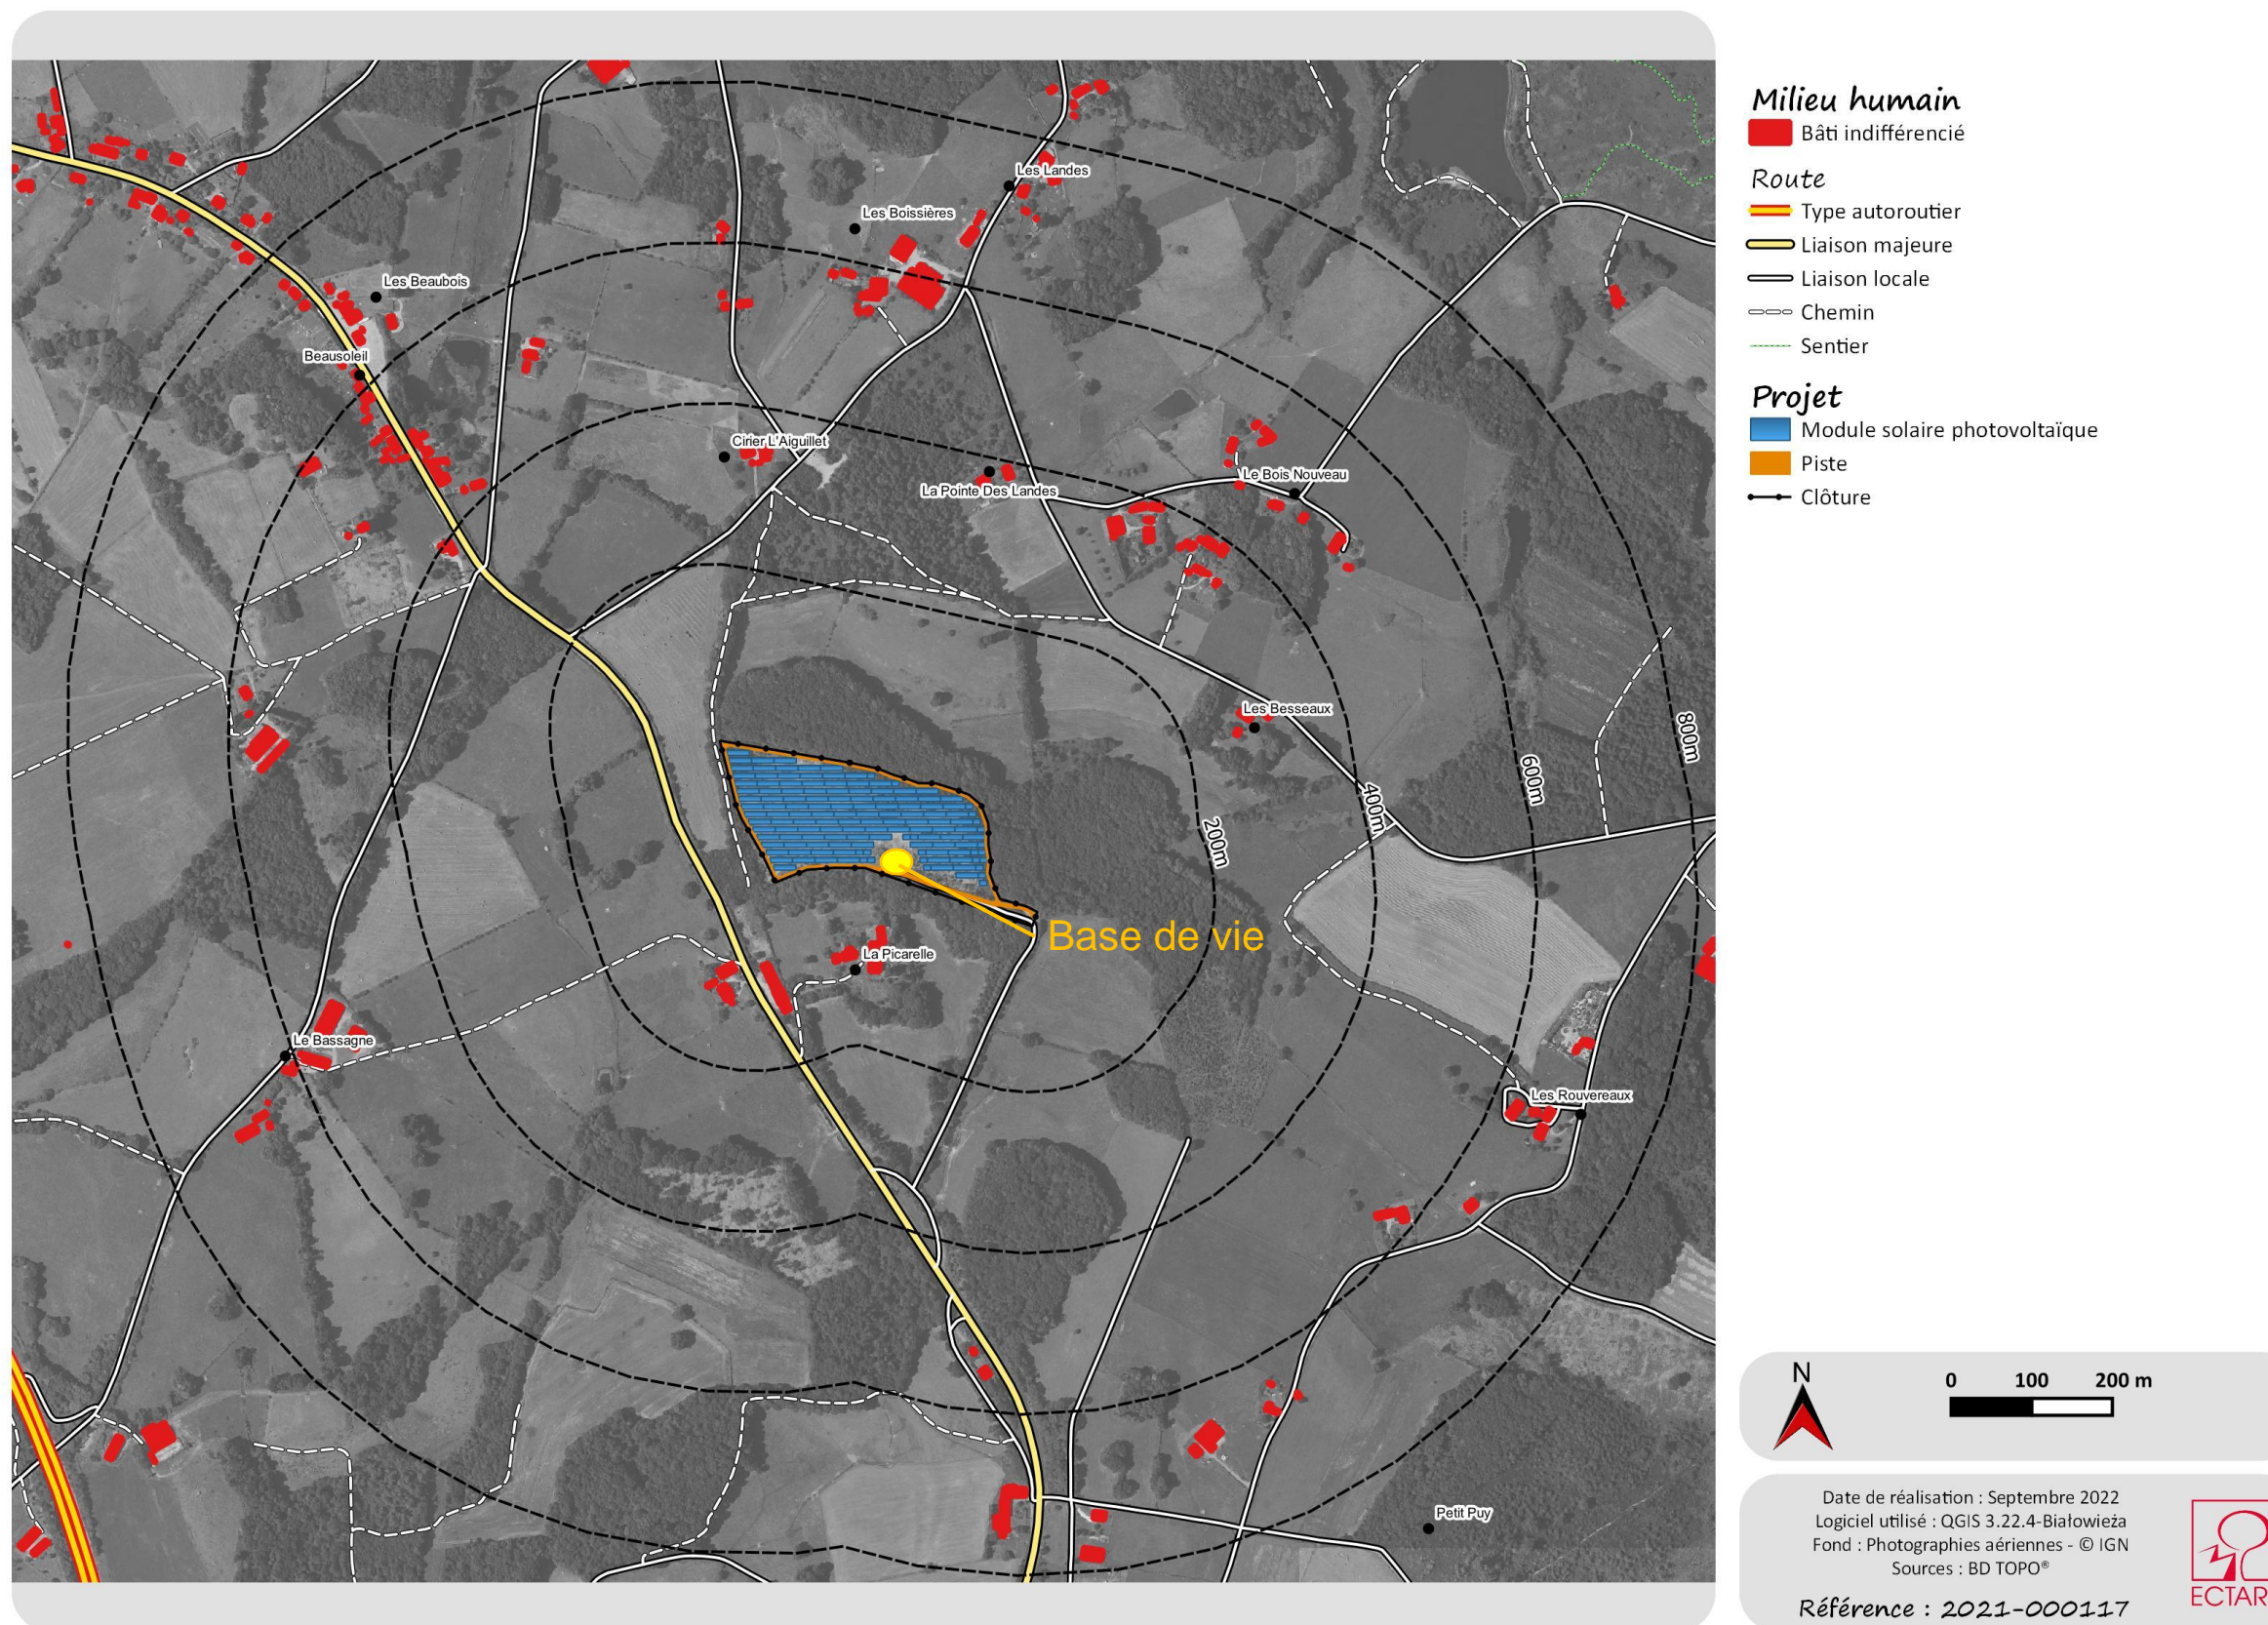 Les Landes
Les Boissières
Les Beaubois
Beausoleil
Cirier L'Aiguillet
La Pointe Des Landes
Le Bois Nouveau
Les Besseaux
800m
600m
400m
200m
Base de vie
La Picarelle
Le Bassagne
Les Rouvereaux
Petit Puy
Milieu humain
Bâti indifférencié
Route
Type autoroutier
Liaison majeure
Liaison locale
Chemin
Sentier
Projet
Module solaire photovoltaïque
Piste
Clôture
N
0 100 200 m
Date de réalisation : Septembre 2022
Logiciel utilisé : QGIS 3.22.4-Białowieża
Fond : Photographies aériennes - © IGN
Sources : BD TOPO®
Référence : 2021-000117
ECTAR